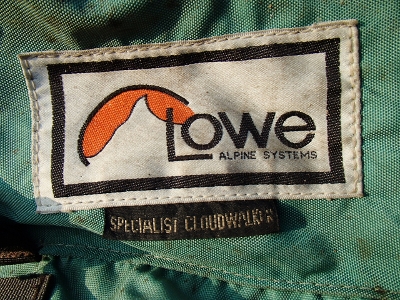 Lowe
ALPINE SYSTEMS
SPECIALIST CLOUDWALKER